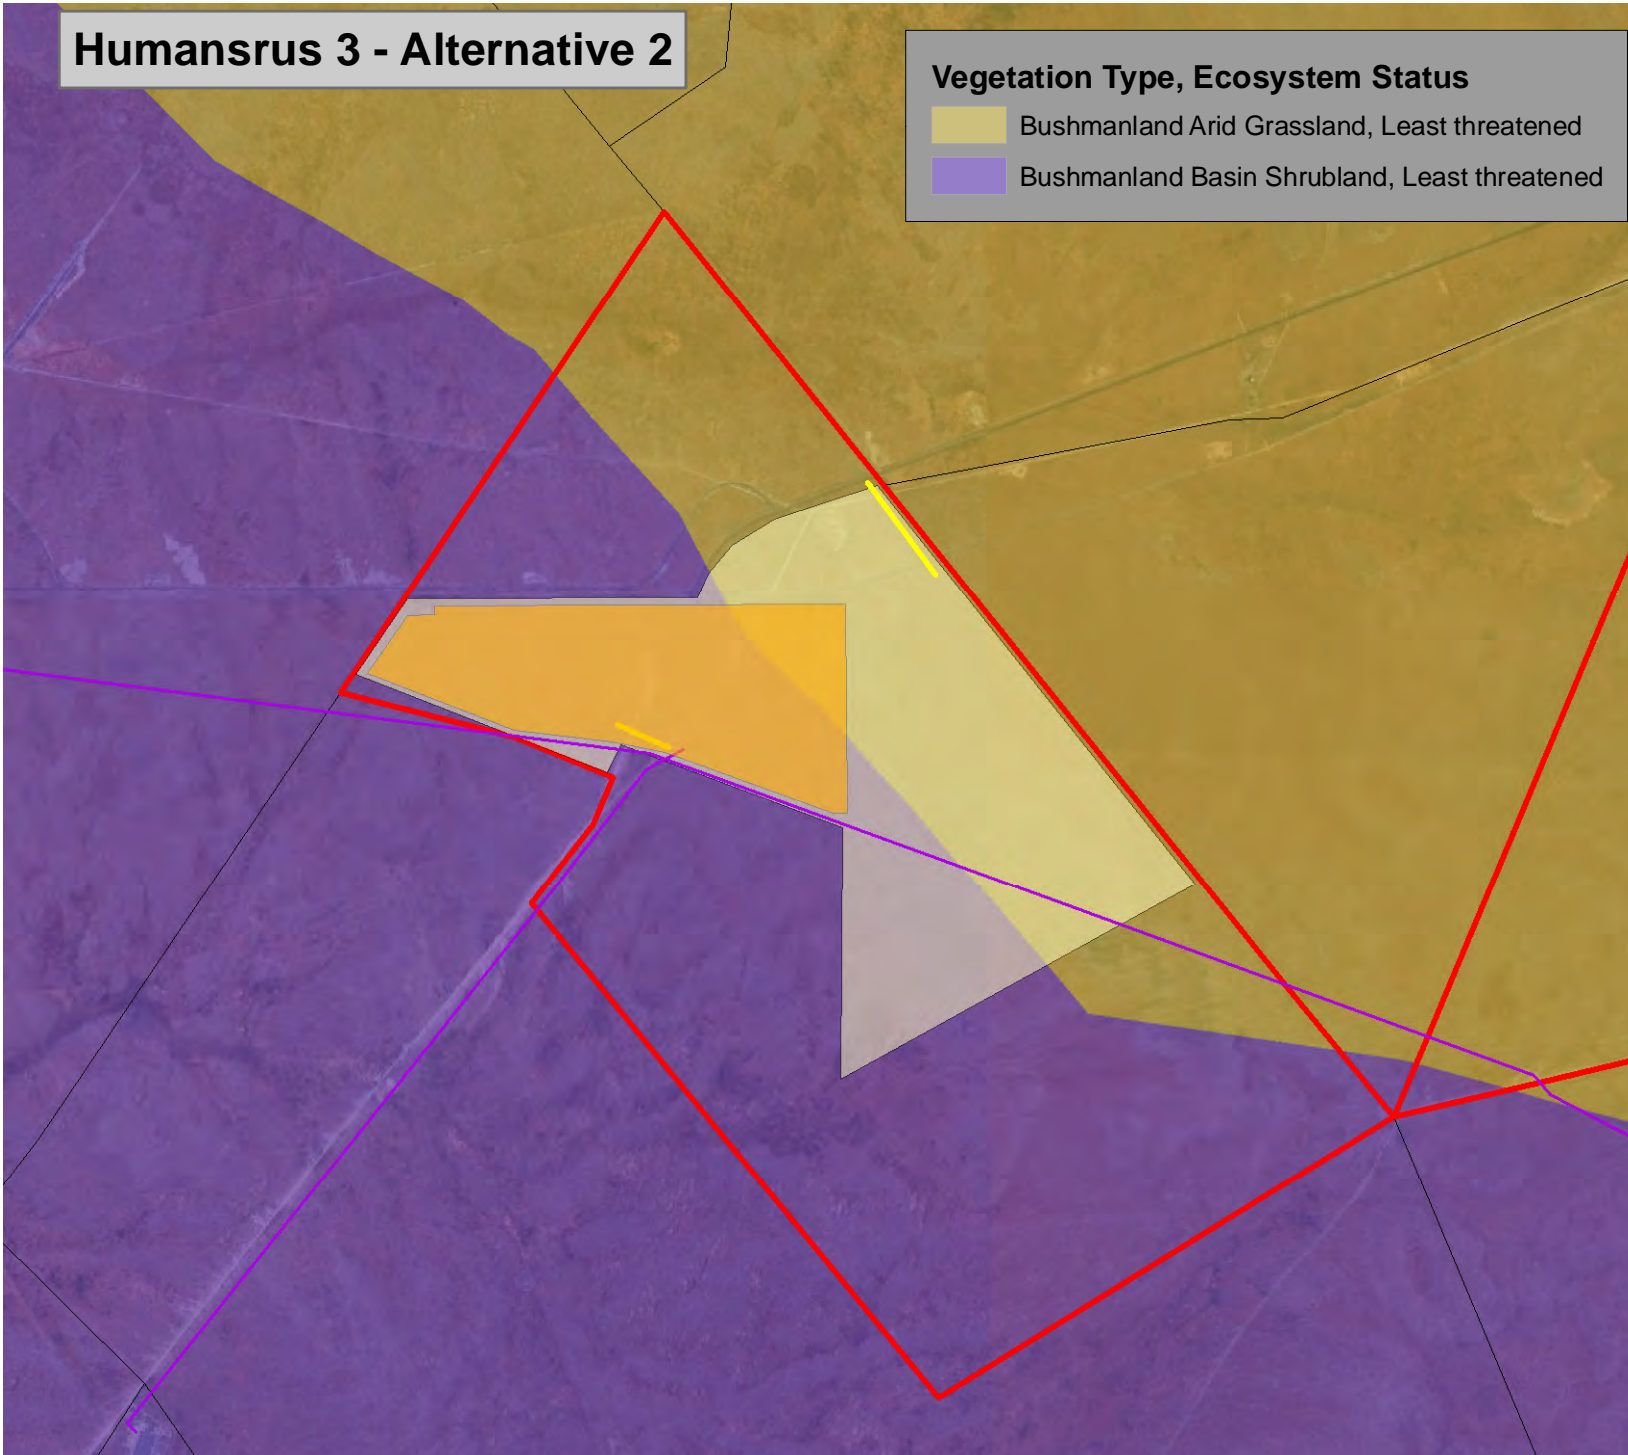 Humansrus 3 - Alternative 2
Vegetation Type, Ecosystem Status
Bushmanland Arid Grassland, Least threatened
Bushmanland Basin Shrubland, Least threatened